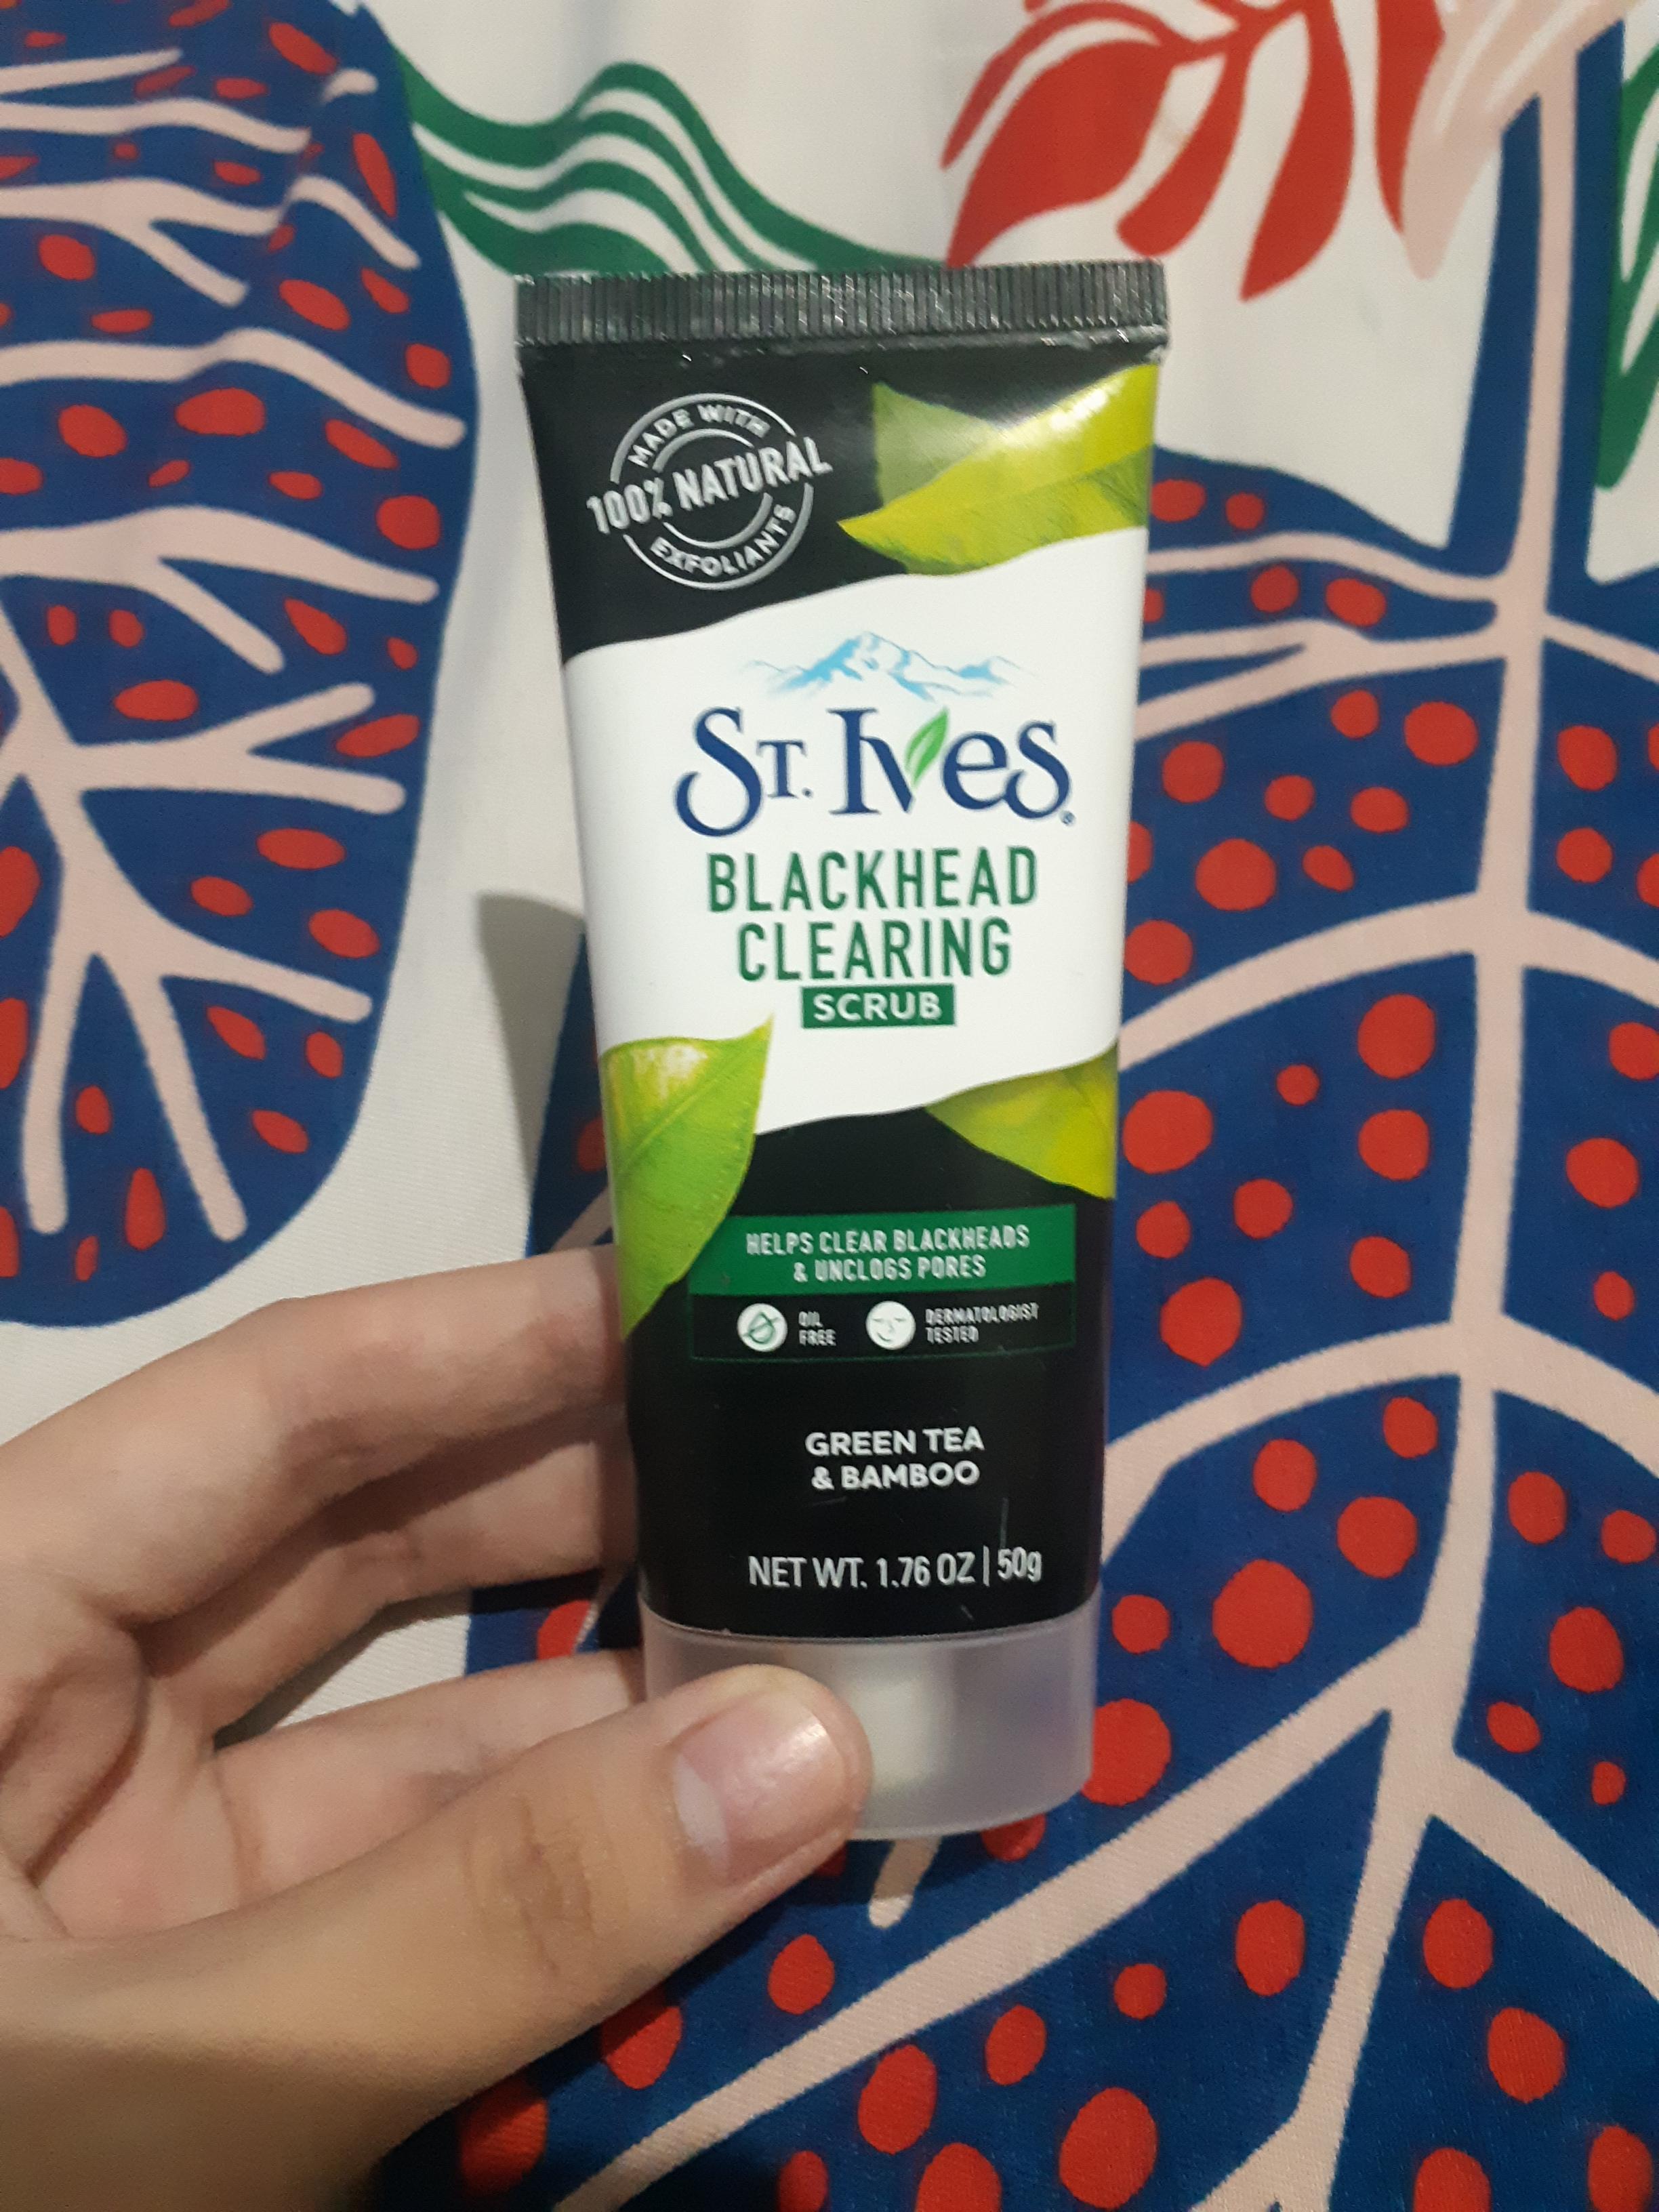 MADE WITH
100% NATURAL
EXFOLIANTS
ST. IVES®
BLACKHEAD
CLEARING
SCRUB
HELPS CLEAR BLACKHEADS
& UNCLOGS PORES
OIL
FREE
DERMATOLOGIST
TESTED
GREEN TEA
& BAMBOO
NET WT. 1.76 OZ | 50g